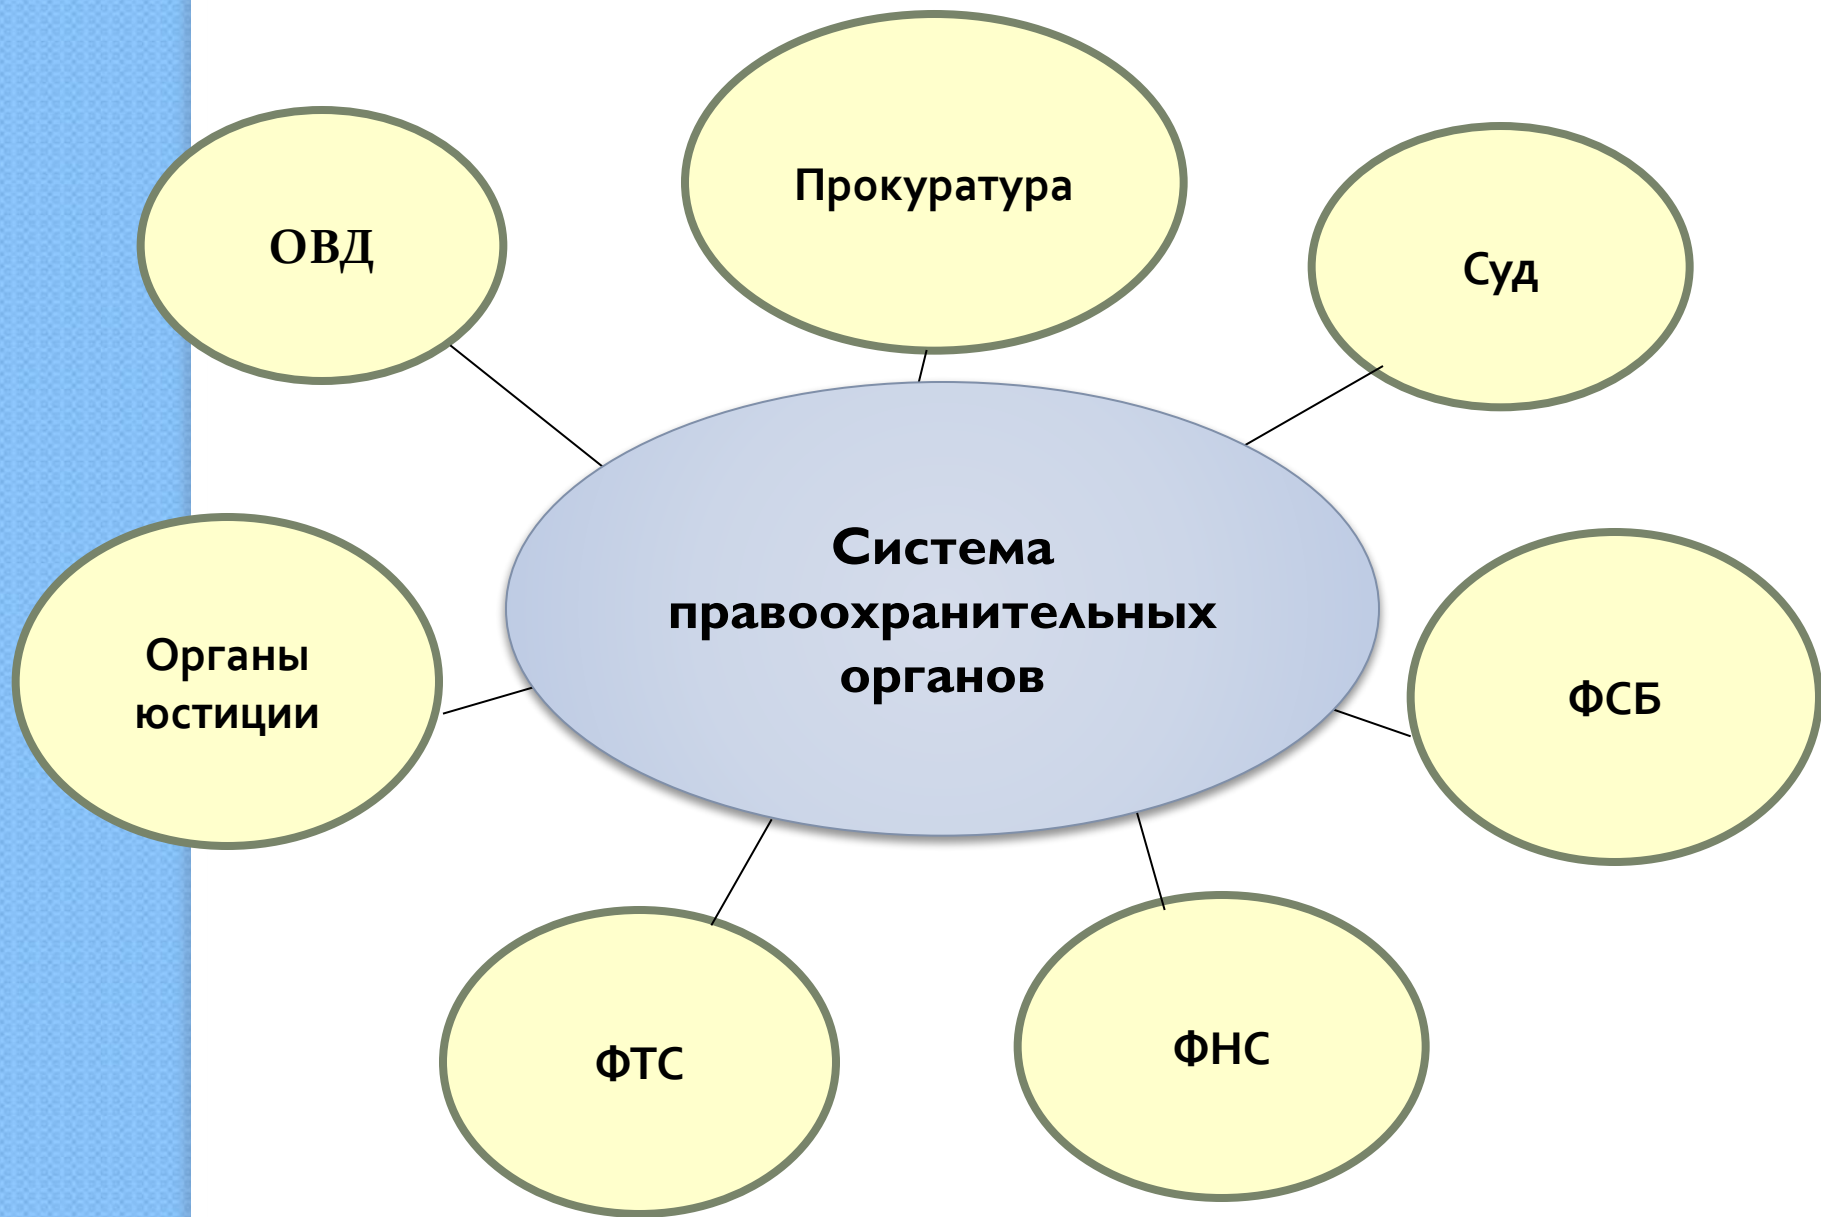 Прокуратура
ОВД
Суд
Система
правоохранительных
органов
Органы
юстиции
ФСБ
ФТС
ФНС